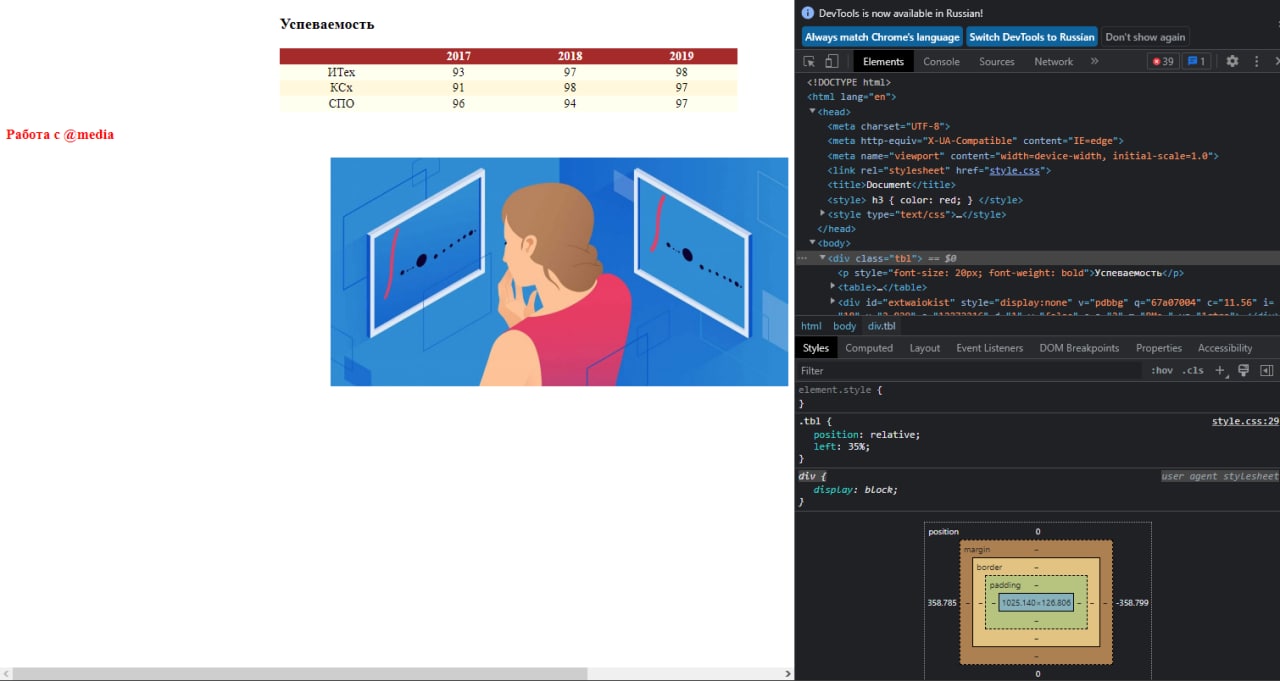 Успеваемость
2017 2018 2019
ИТех 93 97 98
КСх 91 98 97
СПО 96 94 97
Работа с @media
DevTools is now available in Russian!
Always match Chrome's language Switch DevTools to Russian Don't show again
Elements Console Sources Network » 39 1
<!DOCTYPE html>
<html lang="en">
<head>
<meta charset="UTF-8">
<meta http-equiv="X-UA-Compatible" content="IE=edge">
<meta name="viewport" content="width=device-width, initial-scale=1.0">
<link rel="stylesheet" href="style.css">
<title>Document</title>
<style> h3 { color: red; } </style>
<style type="text/css">…</style>
</head>
<body>
<div class="tbl"> == $0
<p style="font-size: 20px; font-weight: bold">Успеваемость</p>
<table>…</table>
<div id="extwaiokist" style="display:none" v="pdbbg" q="67a07004" c="11.56" i=
html body div.tbl
Styles Computed Layout Event Listeners DOM Breakpoints Properties Accessibility
Filter :hov .cls +
element.style {
}
.tbl { style.css:29
position: relative;
left: 35%;
}
div { user agent stylesheet
display: block;
}
position 0
margin –
border –
padding –
358.785 – – – 1025.140×126.806 – – – -358.799
–
–
–
0